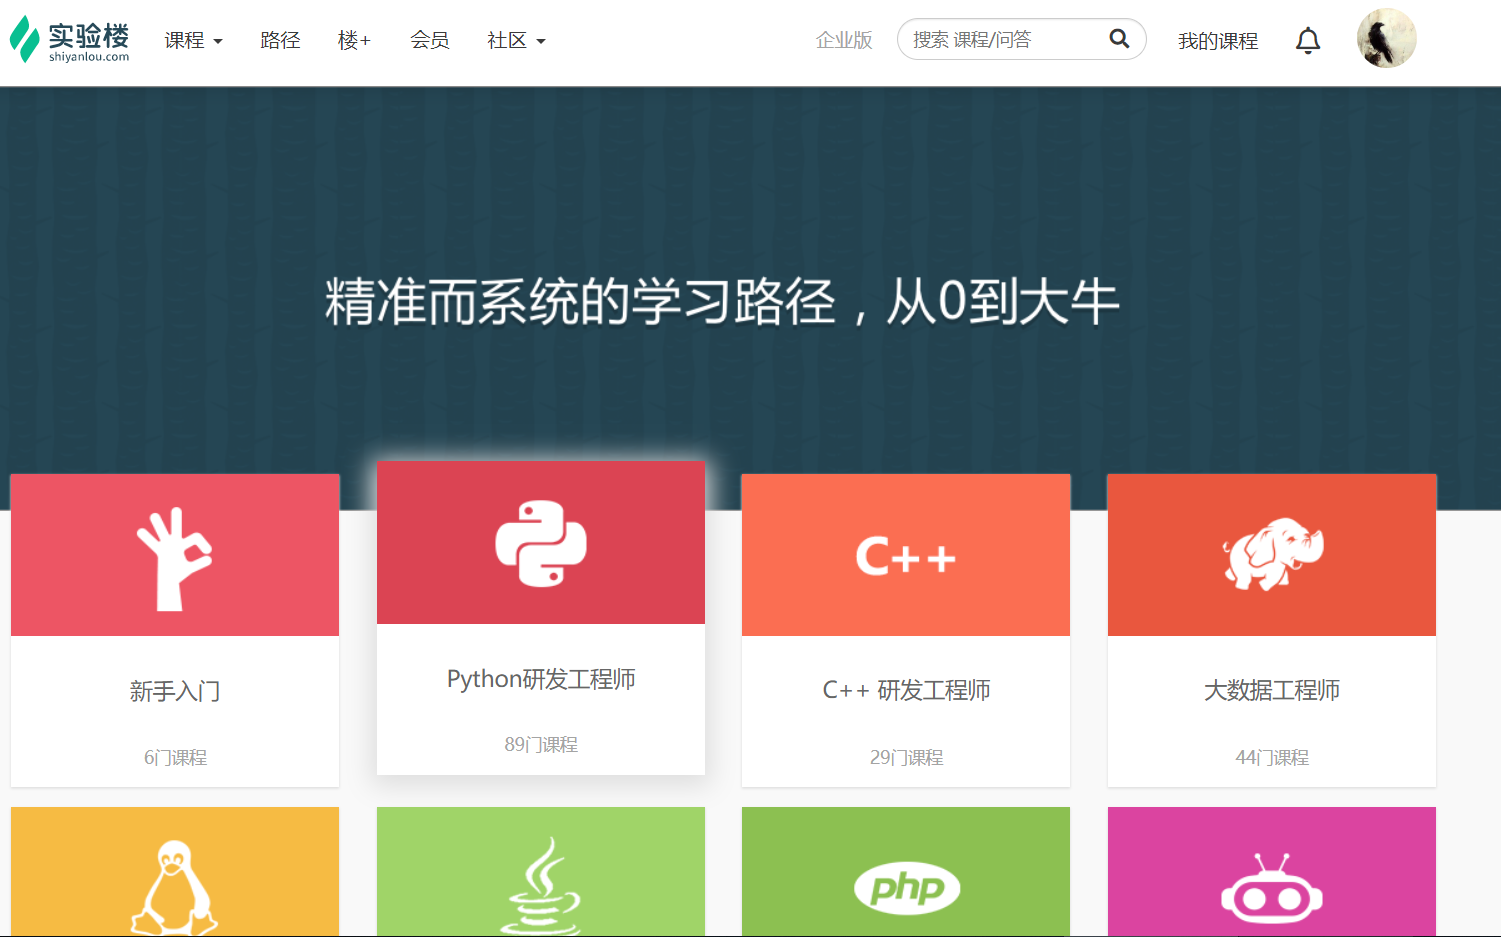 实验楼
shiyanlou.com
课程 路径 楼+ 会员 社区 企业版 搜索 课程/问答 我的课程
精准而系统的学习路径，从0到大牛
C++
新手入门
6门课程
Python研发工程师
89门课程
C++ 研发工程师
29门课程
大数据工程师
44门课程
php